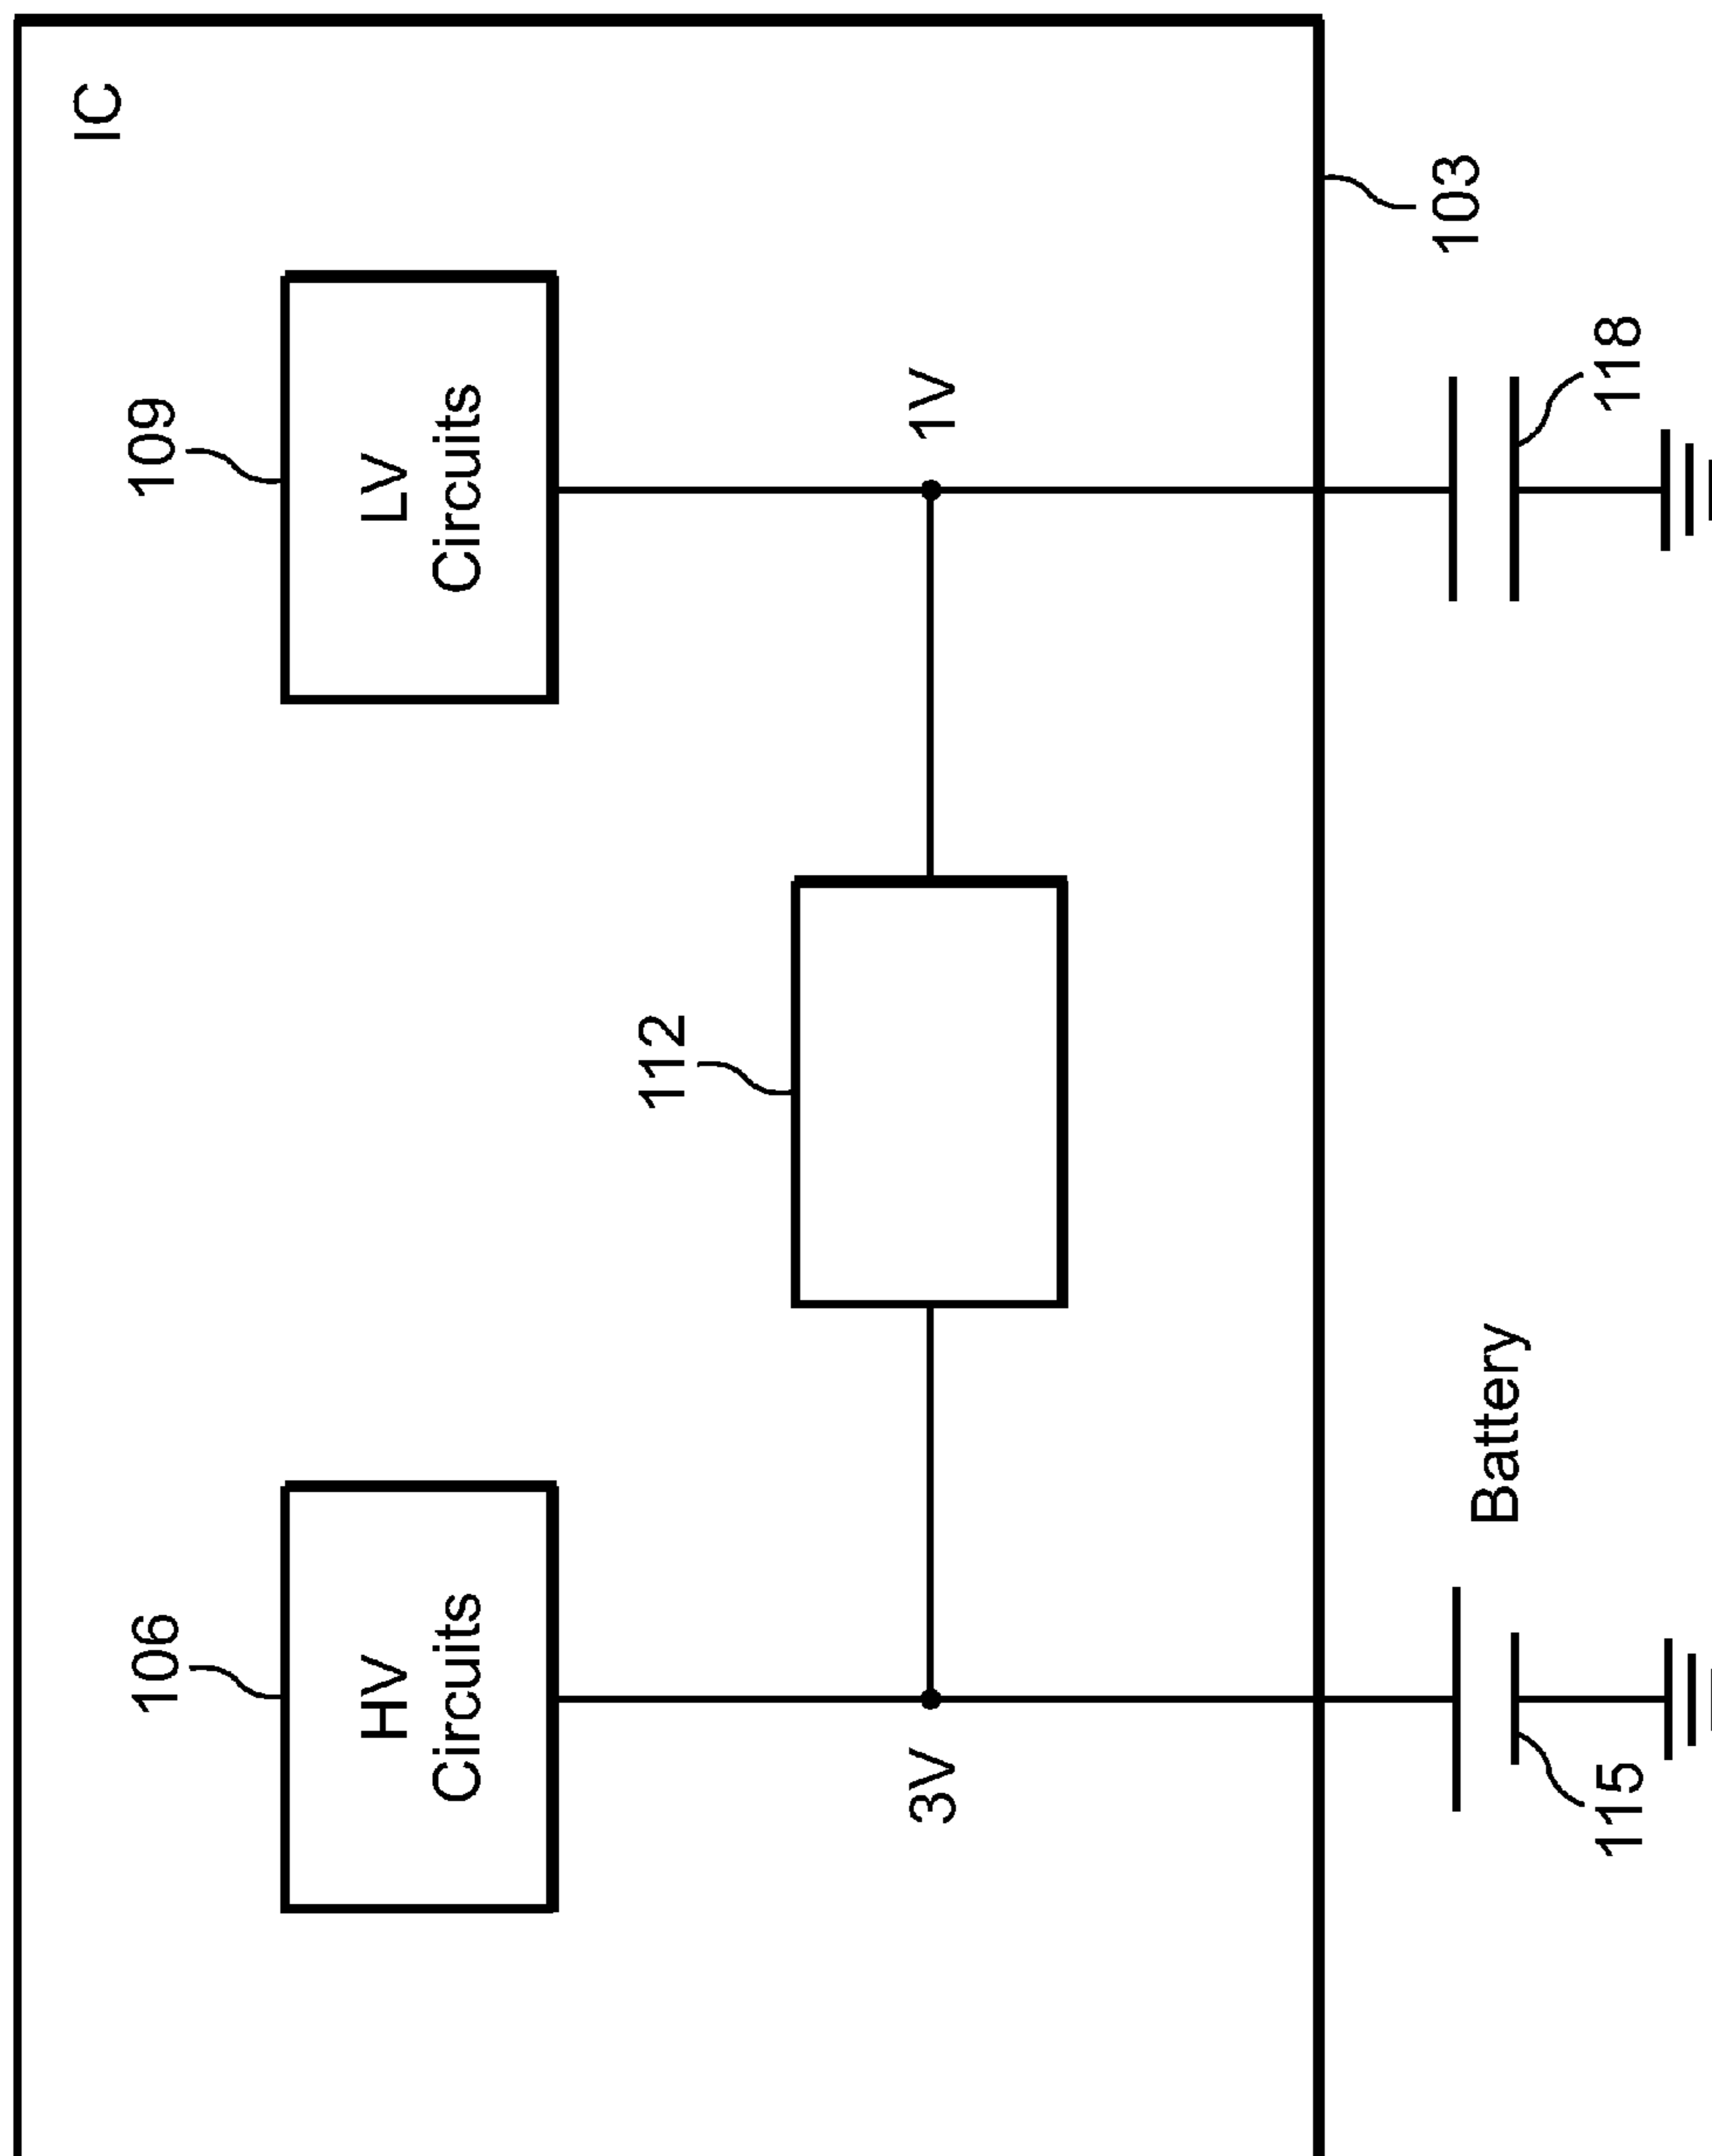 IC
106
HV
Circuits
109
LV
Circuits
112
3V
1V
103
Battery
115
118